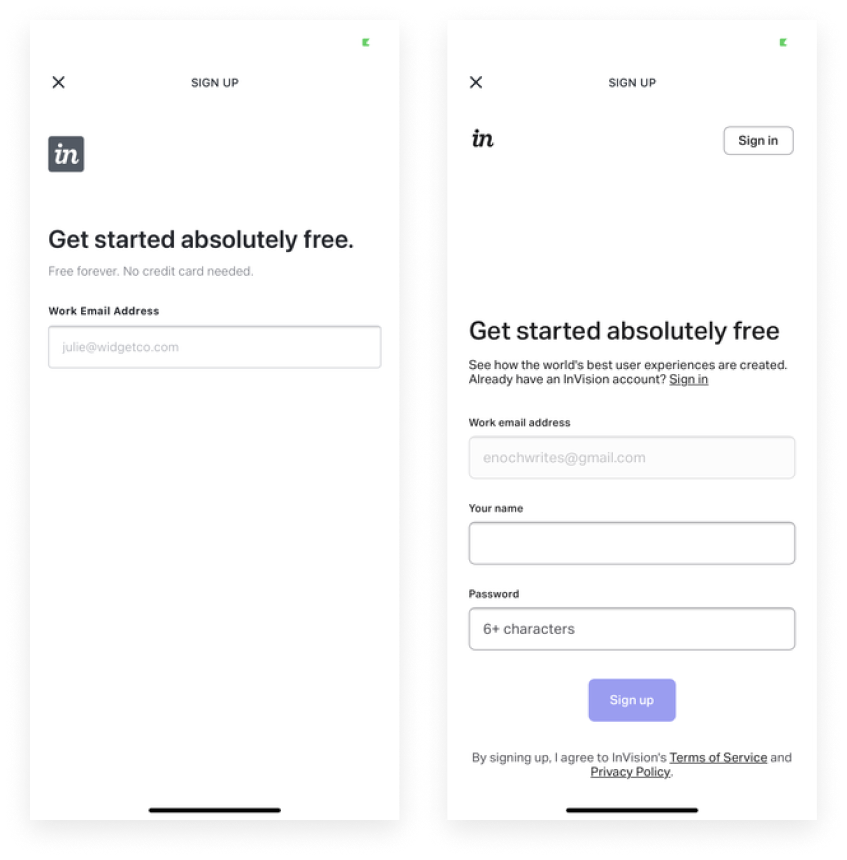 SIGN UP
in
Get started absolutely free.
Free forever. No credit card needed.
Work Email Address
julie@widgetco.com
SIGN UP
in
Sign in
Get started absolutely free
See how the world's best user experiences are created.
Already have an InVision account? Sign in
Work email address
enochwrites@gmail.com
Your name
Password
6+ characters
Sign up
By signing up, I agree to InVision's Terms of Service and
Privacy Policy.